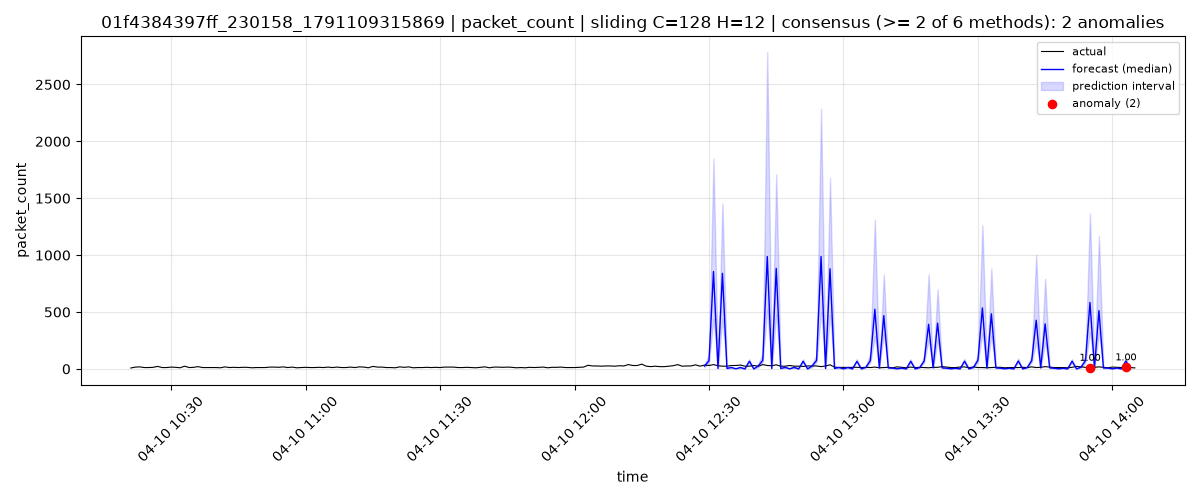 01f4384397ff_230158_1791109315869 | packet_count | sliding C=128 H=12 | consensus (>= 2 of 6 methods): 2 anomalies
actual
forecast (median)
prediction interval
anomaly (2)
packet_count
2500
2000
1500
1000
500
0
1.00
1.00
04-10 10:30
04-10 11:00
04-10 11:30
04-10 12:00
04-10 12:30
04-10 13:00
04-10 13:30
04-10 14:00
time